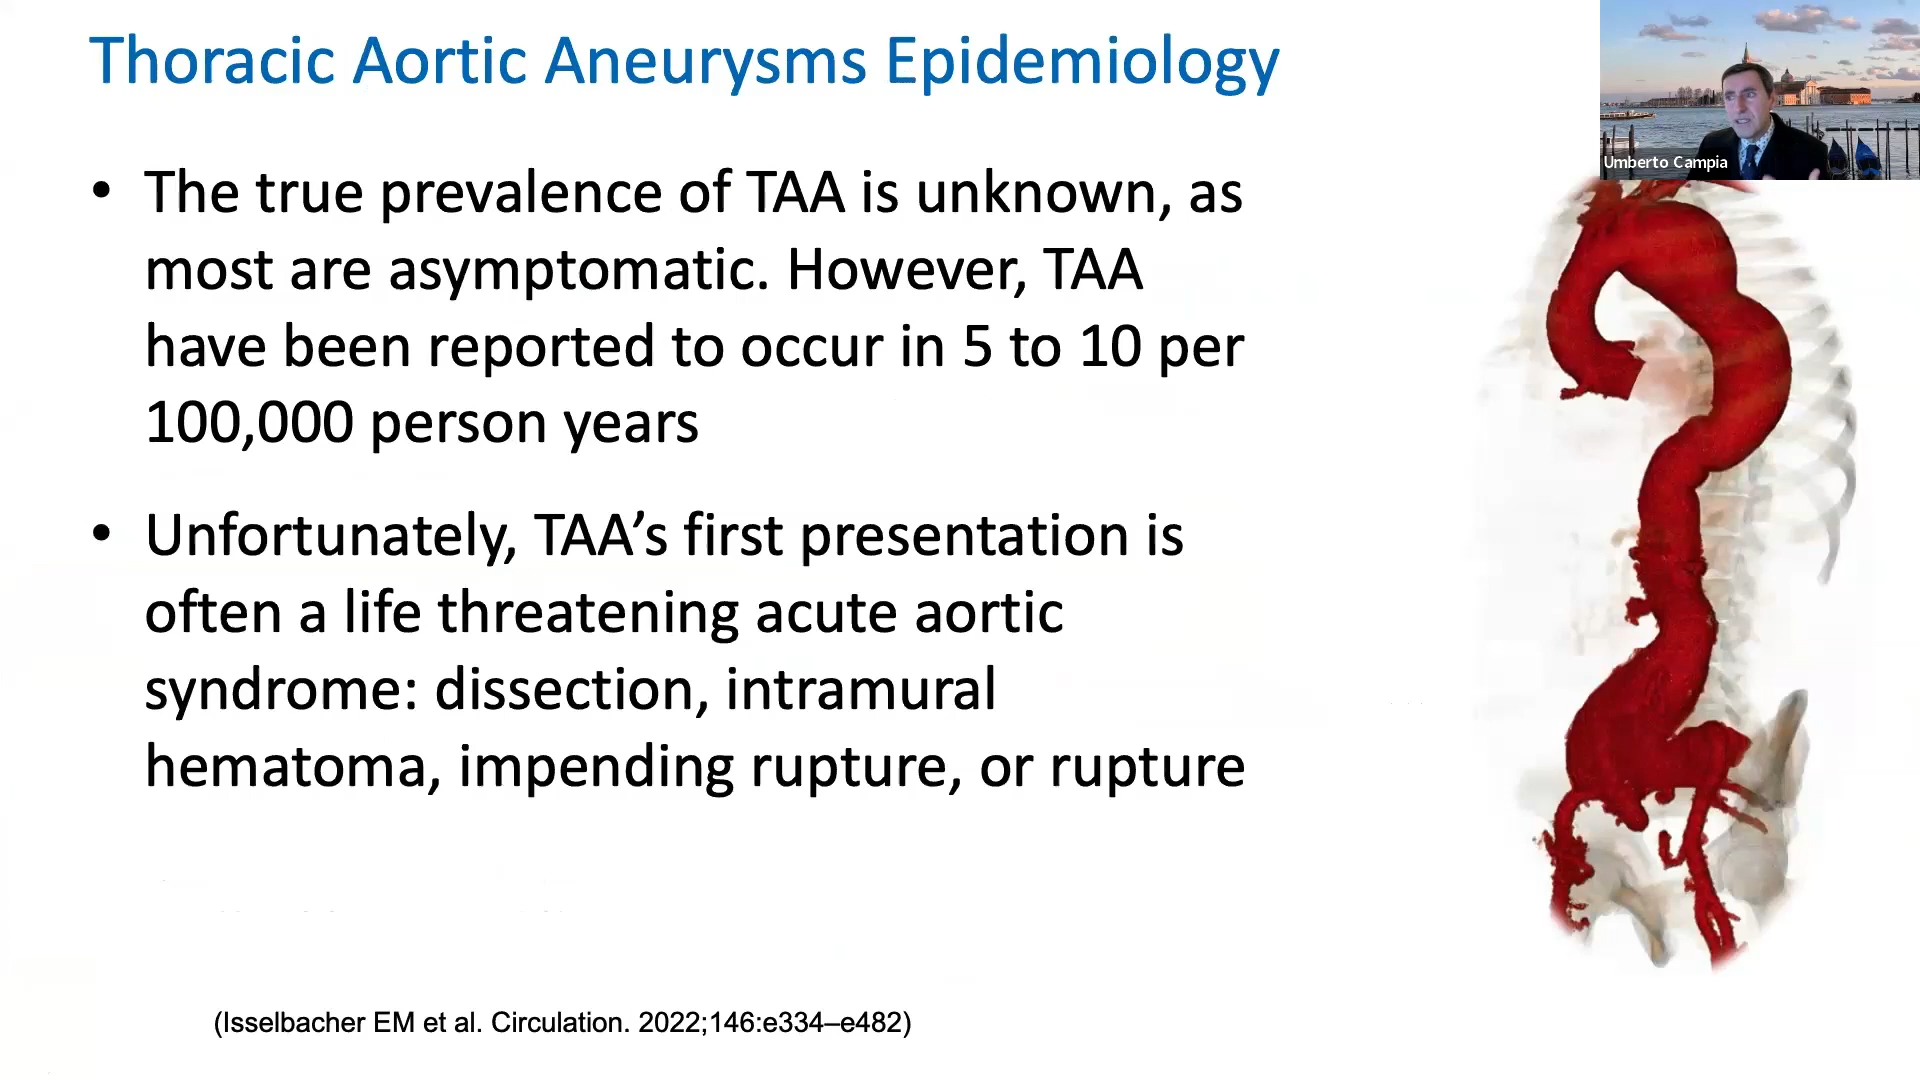 Thoracic Aortic Aneurysms Epidemiology
Umberto Campia
• The true prevalence of TAA is unknown, as
most are asymptomatic. However, TAA
have been reported to occur in 5 to 10 per
100,000 person years
• Unfortunately, TAA’s first presentation is
often a life threatening acute aortic
syndrome: dissection, intramural
hematoma, impending rupture, or rupture
(Isselbacher EM et al. Circulation. 2022;146:e334–e482)